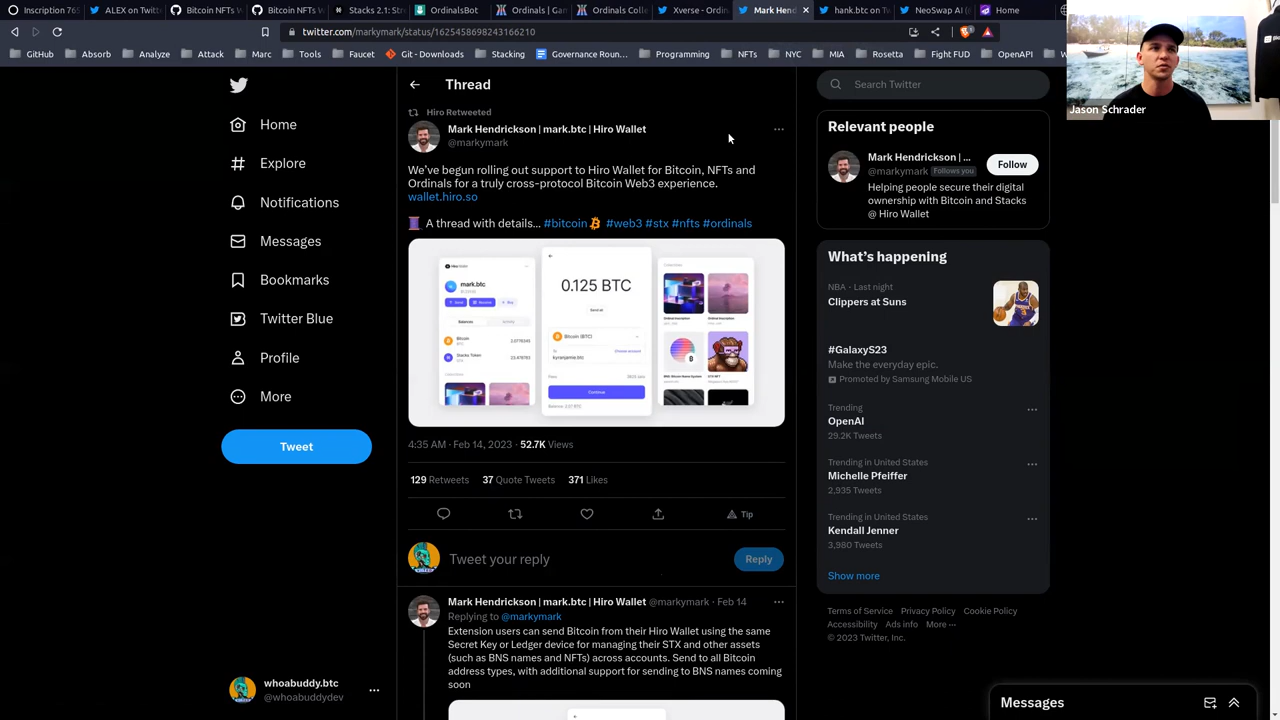 Inscription 76
ALEX on Twitt
Bitcoin NFTs W
Bitcoin NFTs W
Stacks 2.1: Str
OrdinalsBot
Ordinals | Gan
Ordinals Colle
Xverse - Ordin
Mark Hend
hank.btc on Tw
NeoSwap AI (A
Home
twitter.com/markymark/status/1625458698243166210
GitHub
Absorb
Analyze
Attack
Marc
Tools
Faucet
Git - Downloads
Stacking
Governance Roun...
Programming
NFTs
NYC
MIA
Rosetta
Fight FUD
OpenAPI
Jason Schrader
Home
Explore
Notifications
Messages
Bookmarks
Twitter Blue
Profile
More
Tweet
whoabuddy.btc
@whoabuddydev
Thread
Hiro Retweeted
Mark Hendrickson | mark.btc | Hiro Wallet
@markymark
We've begun rolling out support to Hiro Wallet for Bitcoin, NFTs and
Ordinals for a truly cross-protocol Bitcoin Web3 experience.
wallet.hiro.so
🧵 A thread with details... #bitcoin #web3 #stx #nfts #ordinals
mark.btc
Balances
Activity
0.125 BTC
Send all
Bitcoin (BTC)
Continue
4:35 AM · Feb 14, 2023 · 52.7K Views
129 Retweets 37 Quote Tweets 371 Likes
Tip
Tweet your reply
Reply
Mark Hendrickson | mark.btc | Hiro Wallet @markymark · Feb 14
Replying to @markymark
Extension users can send Bitcoin from their Hiro Wallet using the same
Secret Key or Ledger device for managing their STX and other assets
(such as BNS names and NFTs) across accounts. Send to all Bitcoin
address types, with additional support for sending to BNS names coming
soon
Search Twitter
Relevant people
Mark Hendrickson | ...
@markymark Follows you
Follow
Helping people secure their digital
ownership with Bitcoin and Stacks
@ Hiro Wallet
What's happening
NBA · Last night
Clippers at Suns
#GalaxyS23
Make the everyday epic.
Promoted by Samsung Mobile US
Trending
OpenAI
29.2K Tweets
Trending in United States
Michelle Pfeiffer
2,935 Tweets
Trending in United States
Kendall Jenner
3,980 Tweets
Show more
Terms of Service Privacy Policy Cookie Policy
Accessibility Ads info More ...
© 2023 Twitter, Inc.
Messages